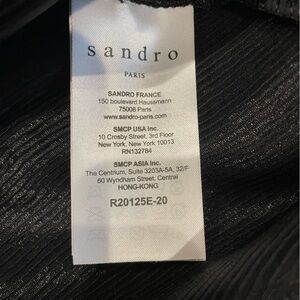 sandro
PARIS
SANDRO FRANCE
150 boulevard Haussmann
75008 Paris
www.sandro-paris.com
SMCP USA Inc.
10 Crosby Street, 3rd Floor
New York, New York 10013
RN132784
SMCP ASIA Inc.
The Centrium, Suite 3203A-5A, 32/F
60 Wyndham Street, Central
HONG-KONG
R20125E-20